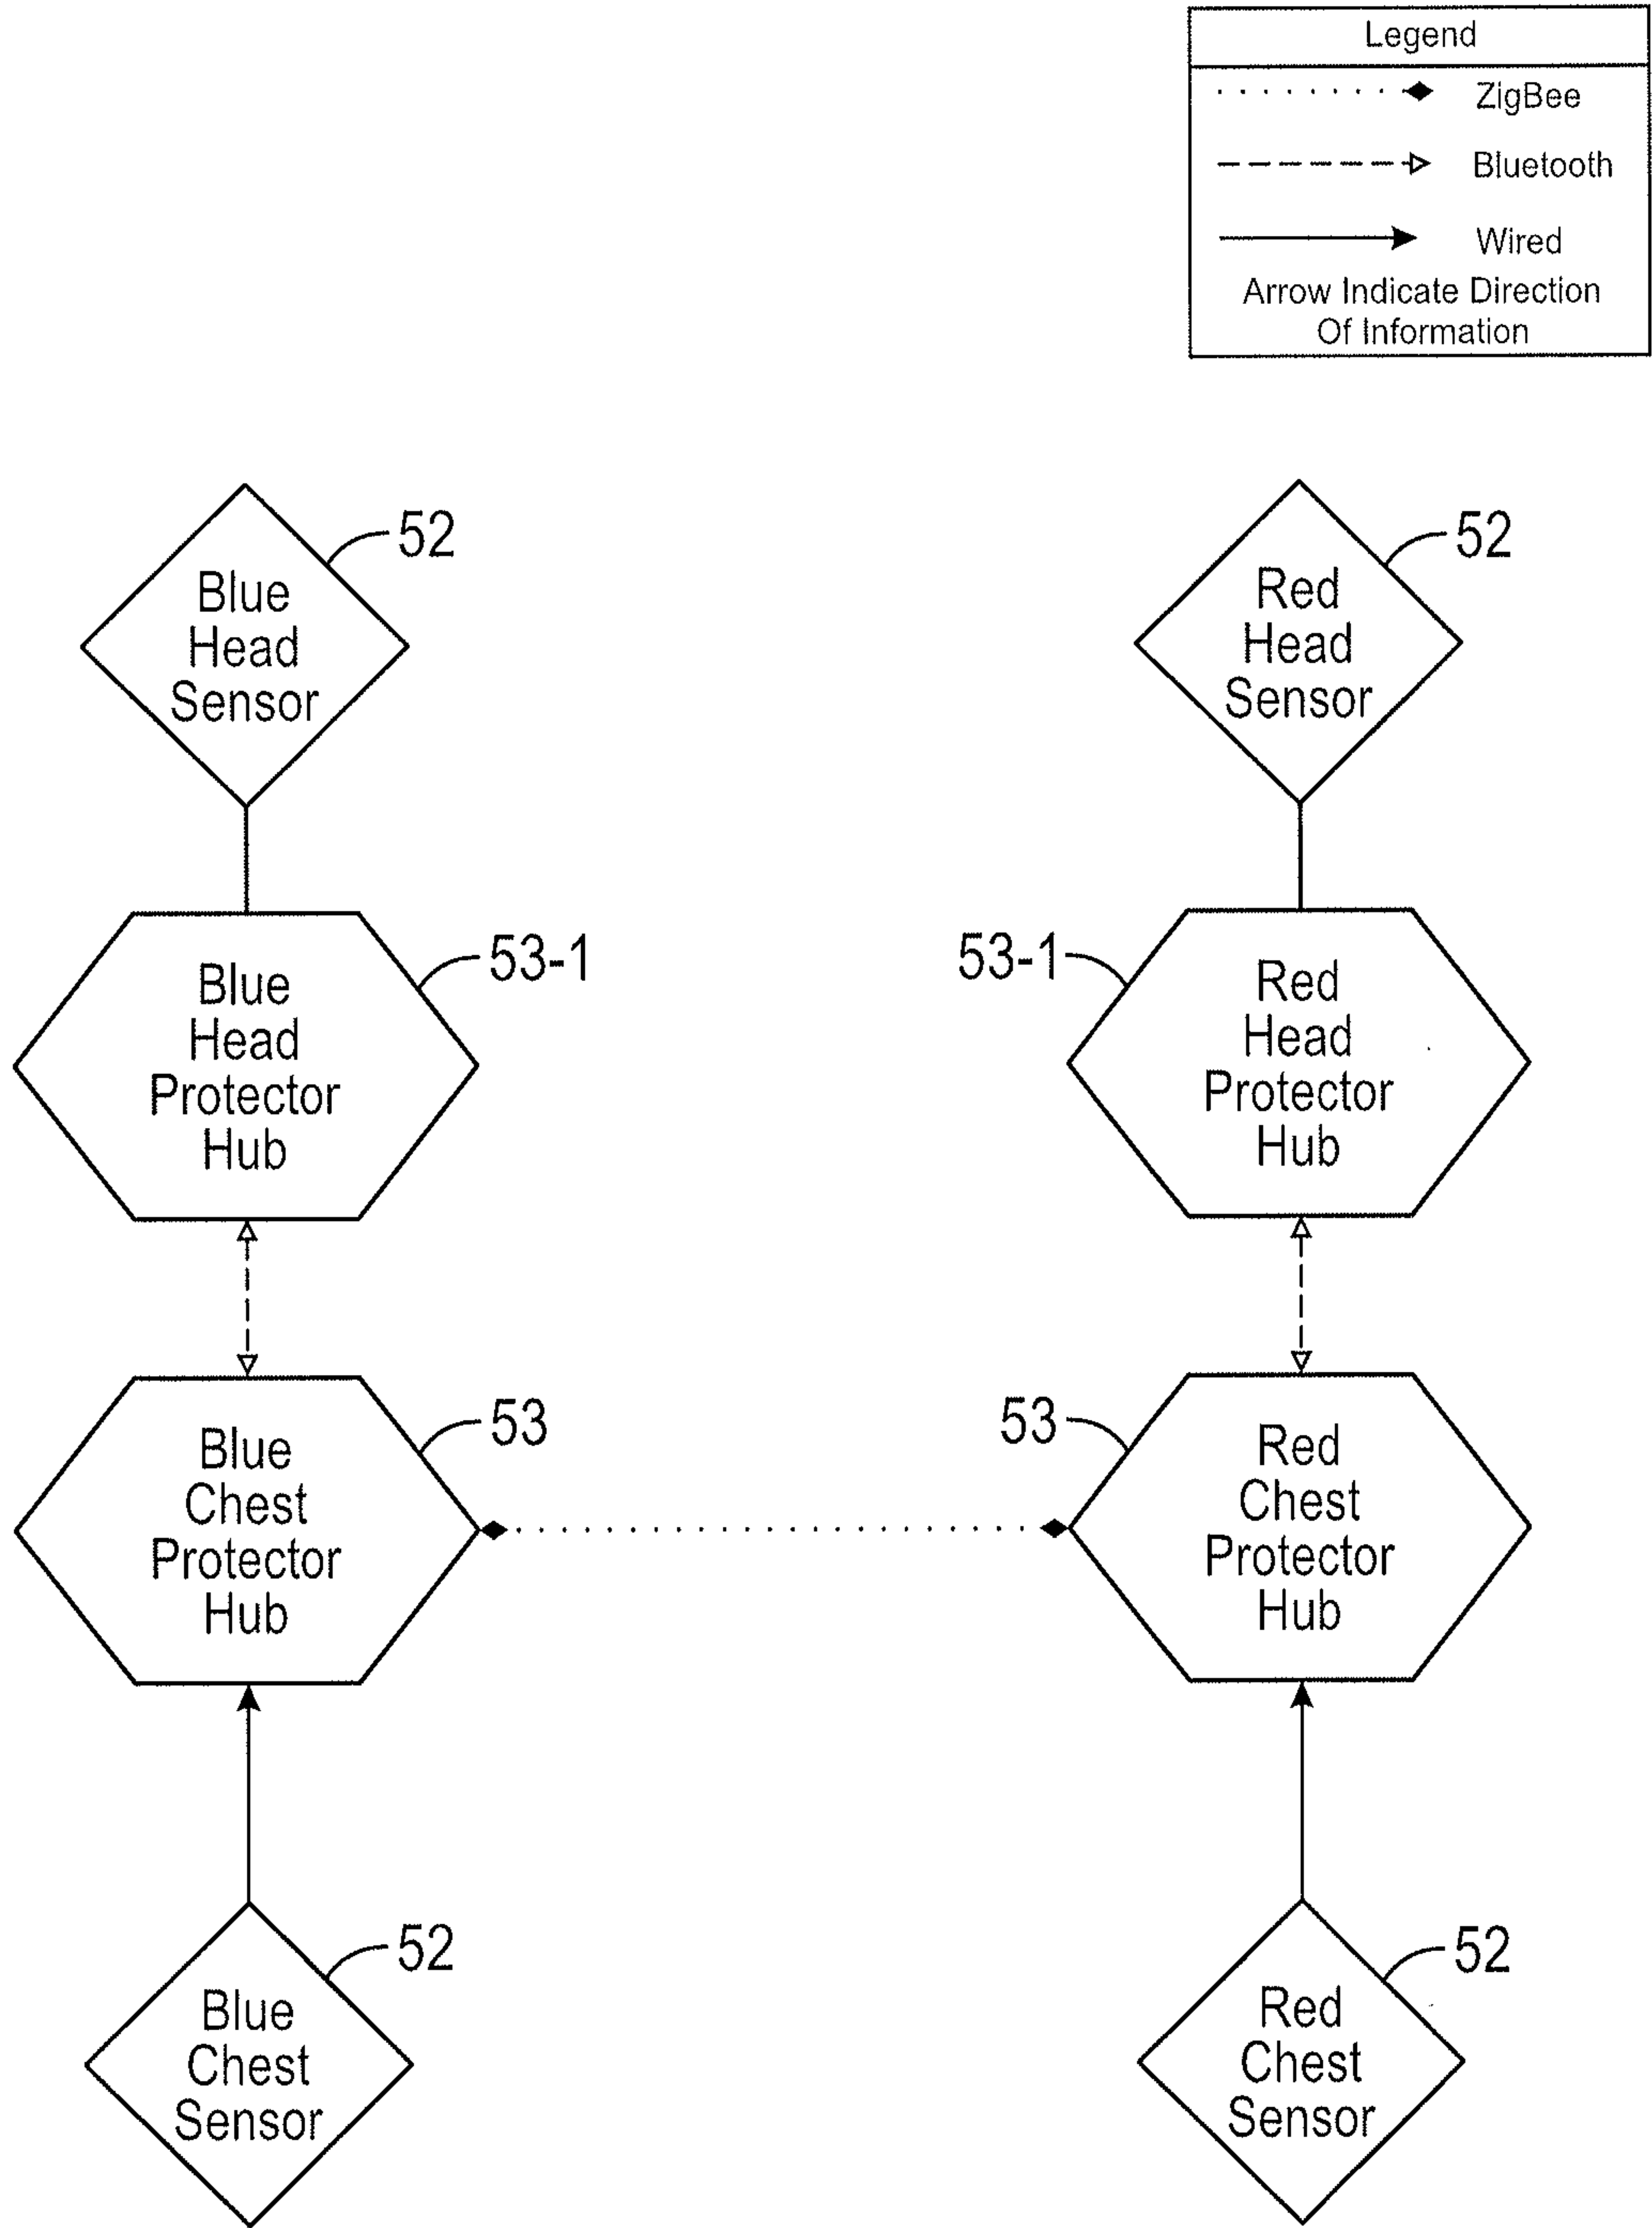 Legend
ZigBee
Bluetooth
Wired
Arrow Indicate Direction
Of Information
52
Blue
Head
Sensor
52
Red
Head
Sensor
53-1
Blue
Head
Protector
Hub
53-1
Red
Head
Protector
Hub
53
Blue
Chest
Protector
Hub
53
Red
Chest
Protector
Hub
52
Blue
Chest
Sensor
52
Red
Chest
Sensor